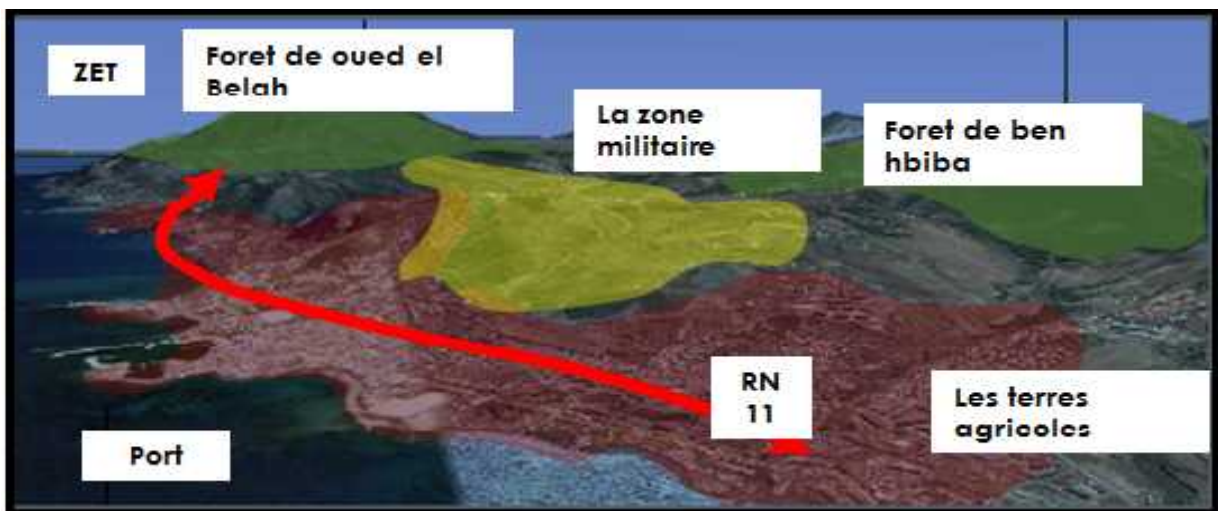 ZET
Foret de oued el
Belah
La zone
militaire
Foret de ben
hbiba
RN
11
Les terres
agricoles
Port